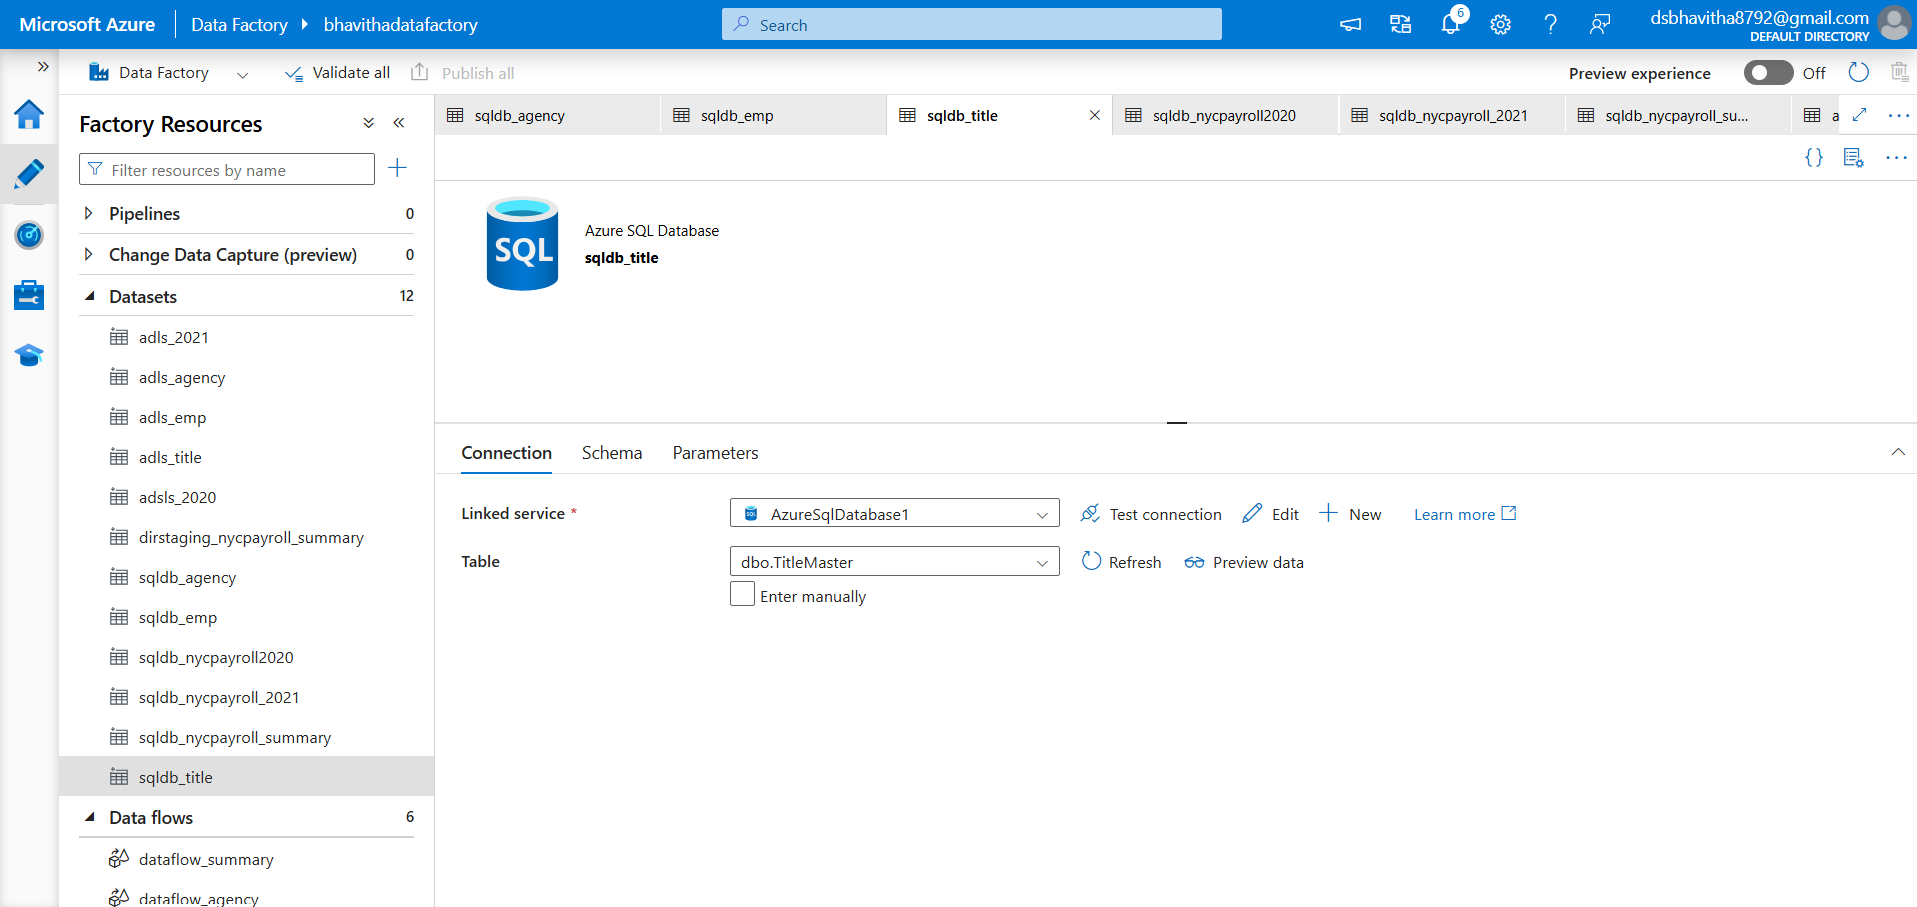 Microsoft Azure
Data Factory
bhavithadatafactory
Search
6
dsbhavitha8792@gmail.com
DEFAULT DIRECTORY
Data Factory
Validate all
Publish all
Preview experience
Off
Factory Resources
Filter resources by name
Pipelines 0
Change Data Capture (preview) 0
Datasets 12
adls_2021
adls_agency
adls_emp
adls_title
adsls_2020
dirstaging_nycpayroll_summary
sqldb_agency
sqldb_emp
sqldb_nycpayroll2020
sqldb_nycpayroll_2021
sqldb_nycpayroll_summary
sqldb_title
Data flows 6
dataflow_summary
dataflow_agency
sqldb_agency
sqldb_emp
sqldb_title
sqldb_nycpayroll2020
sqldb_nycpayroll_2021
sqldb_nycpayroll_su...
a
{}
SQL
Azure SQL Database
sqldb_title
Connection
Schema
Parameters
Linked service *
SQL
AzureSqlDatabase1
Test connection
Edit
New
Learn more
Table
dbo.TitleMaster
Refresh
Preview data
Enter manually